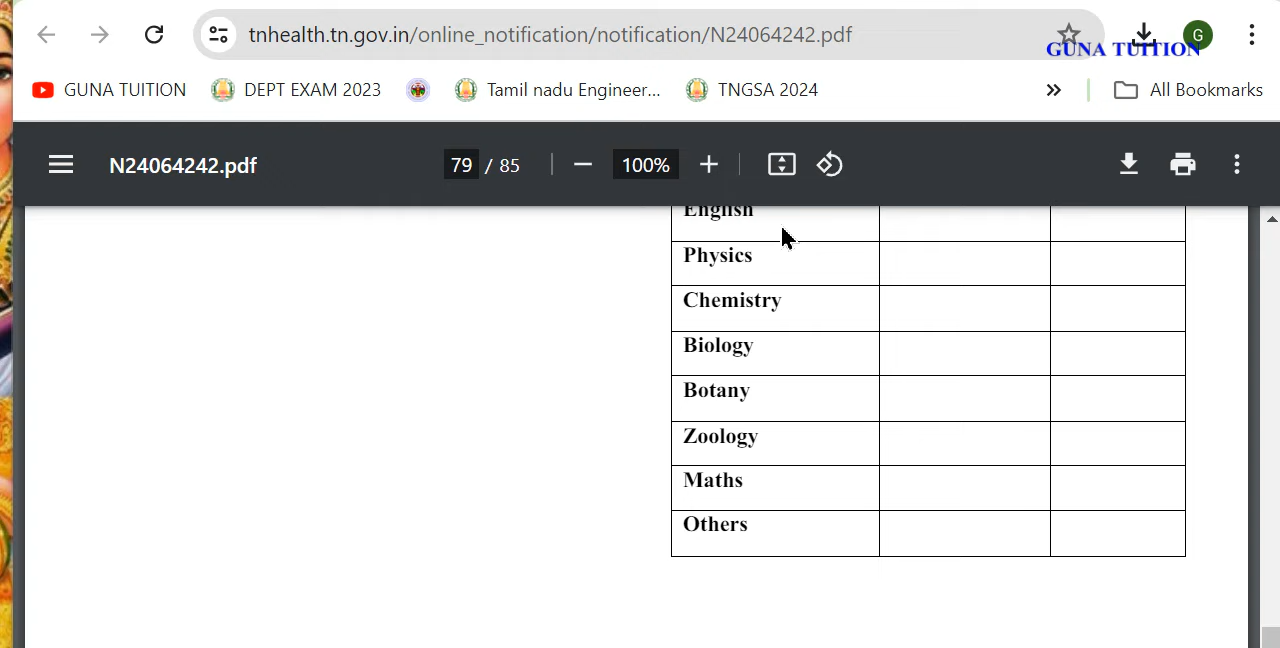 tnhealth.tn.gov.in/online_notification/notification/N24064242.pdf
G
GUNA TUITION
GUNA TUITION
DEPT EXAM 2023
Tamil nadu Engineer...
TNGSA 2024
»
All Bookmarks
N24064242.pdf
79 / 85
100%
English
Physics
Chemistry
Biology
Botany
Zoology
Maths
Others